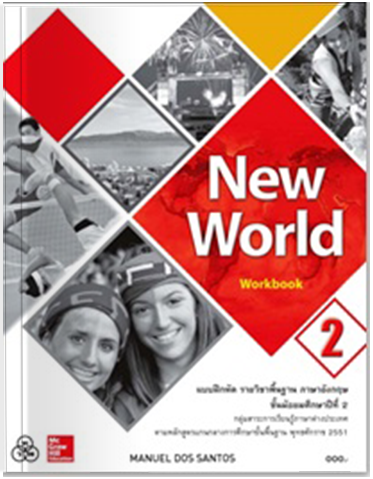 New
World
Workbook
2
แบบฝึกหัด รายวิชาพื้นฐาน ภาษาอังกฤษ
ชั้นมัธยมศึกษาปีที่ 2
กลุ่มสาระการเรียนรู้ภาษาต่างประเทศ
ตามหลักสูตรแกนกลางการศึกษาขั้นพื้นฐาน พุทธศักราช 2551
Mc
Graw
Hill
Education
MANUEL DOS SANTOS